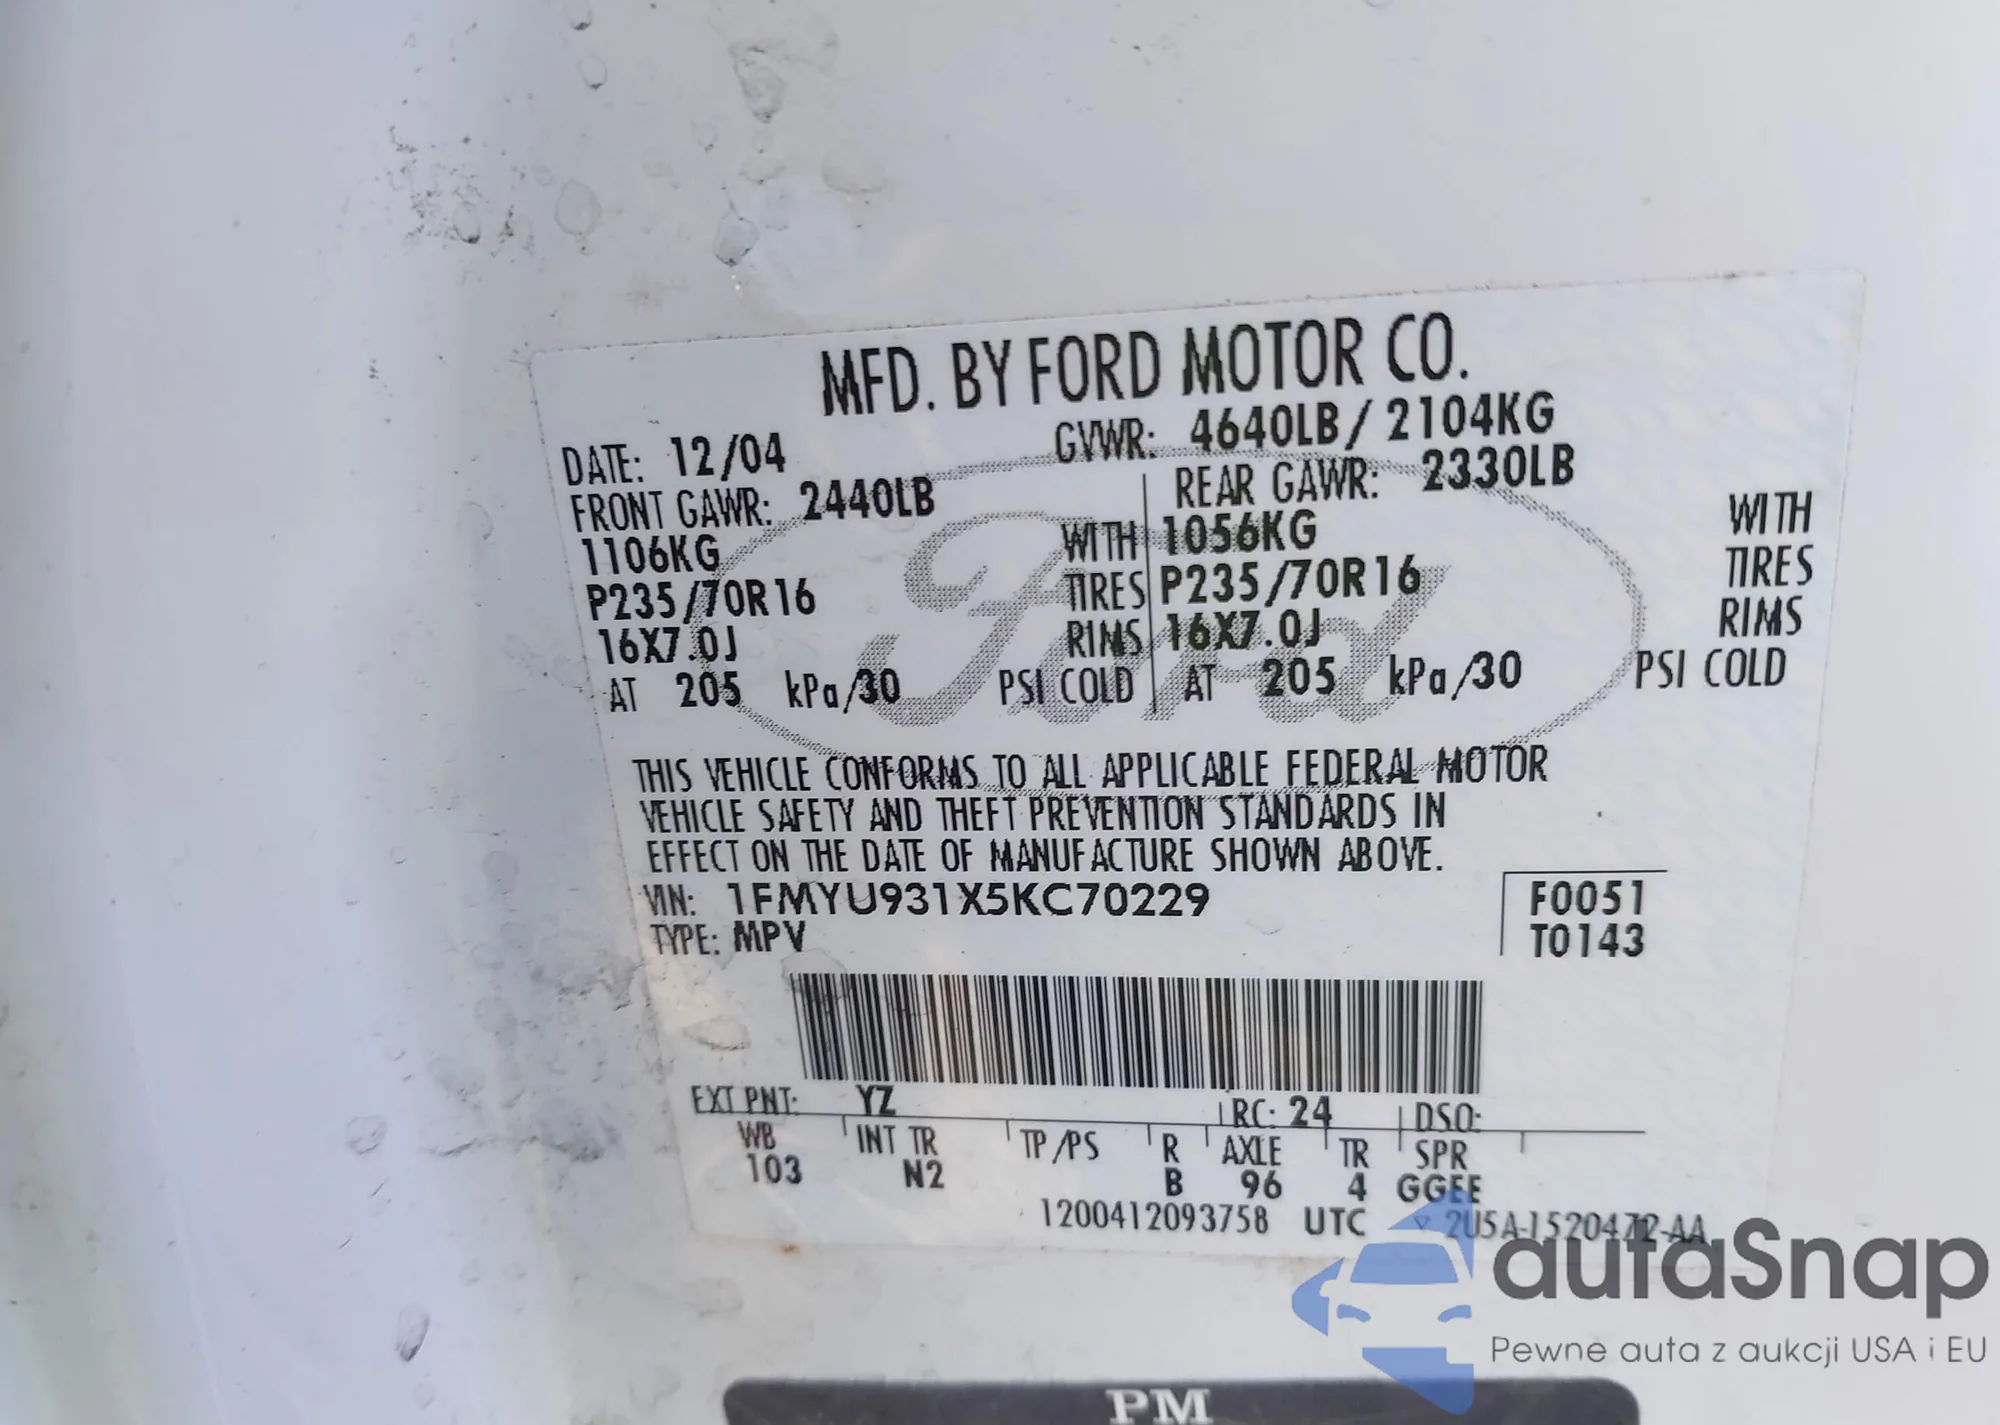 MFD. BY FORD MOTOR CO.
DATE: 12/04 GVWR: 4640LB / 2104KG
FRONT GAWR: 2440LB REAR GAWR: 2330LB
1106KG WITH 1056KG WITH
P235/70R16 TIRES P235/70R16 TIRES
16X7.0J RIMS 16X7.0J RIMS
AT 205 kPa/30 PSI COLD AT 205 kPa/30 PSI COLD
Ford
THIS VEHICLE CONFORMS TO ALL APPLICABLE FEDERAL MOTOR
VEHICLE SAFETY AND THEFT PREVENTION STANDARDS IN
EFFECT ON THE DATE OF MANUFACTURE SHOWN ABOVE.
VIN: 1FMYU931X5KC70229 F0051
TYPE: MPV T0143
EXT PNT: YZ RC: 24 DSO:
WB INT TR TP/PS R AXLE TR SPR
103 N2 B 96 4 GGEE
1200412093758 UTC ▽ 2U5A-1520472-AA
autaSnap
Pewne auta z aukcji USA i EU
PM